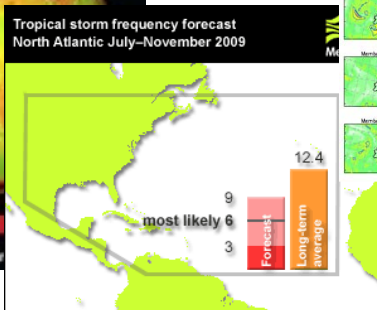 Tropical storm frequency forecast
North Atlantic July–November 2009
12.4
9
most likely 6
3
Forecast
Long-term
average